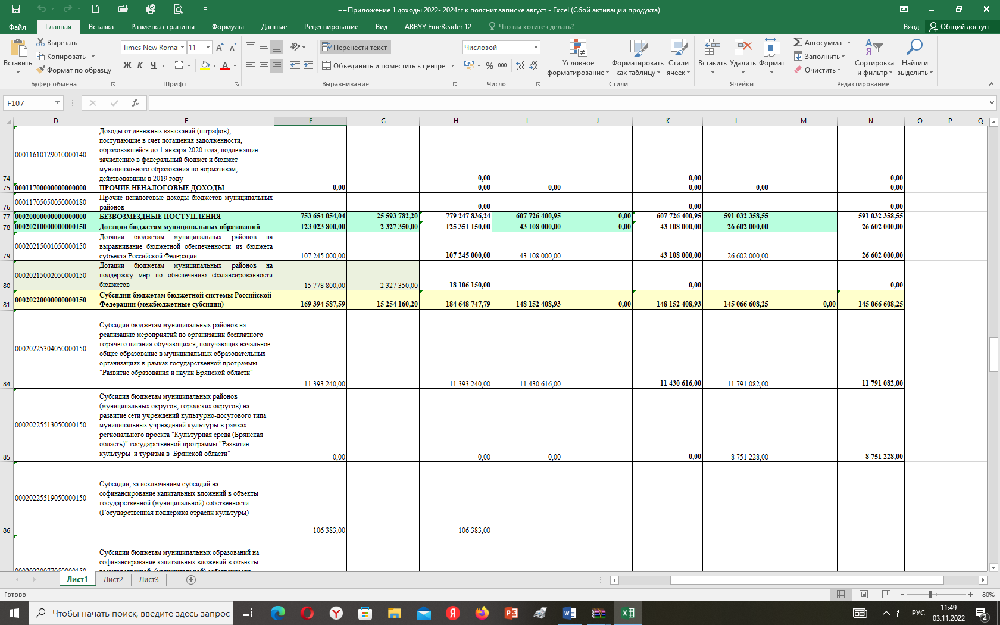 ++Приложение 1 доходы 2022- 2024гг к пояснит.записке август - Excel (Сбой активации продукта)
Файл Главная Вставка Разметка страницы Формулы Данные Рецензирование Вид ABBYY FineReader 12 Что вы хотите сделать? Вход Общий доступ
Вставить
Вырезать
Копировать
Формат по образцу
Буфер обмена
Times New Roma 11
Ж К Ч
Шрифт
Перенести текст
Объединить и поместить в центре
Выравнивание
Числовой
% 000
Число
Условное форматирование
Форматировать как таблицу
Стили ячеек
Стили
Вставить Удалить Формат
Ячейки
Автосумма
Заполнить
Очистить
Сортировка и фильтр
Найти и выделить
Редактирование
F107 fx
D E F G H I J K L M N O P Q
Доходы от денежных взысканий (штрафов),
поступающие в счет погашения задолженности,
образовавшейся до 1 января 2020 года, подлежащие
зачислению в федеральный бюджет и бюджет
муниципального образования по нормативам,
действовавшим в 2019 году
74 00011610129010000140 0,00 0,00 0,00
75 00011700000000000000 ПРОЧИЕ НЕНАЛОГОВЫЕ ДОХОДЫ 0,00 0,00 0,00 0,00 0,00 0,00
Прочие неналоговые доходы бюджетов муниципальных
районов
76 00011705050050000180 0,00 0,00 0,00
77 00020000000000000000 БЕЗВОЗМЕЗДНЫЕ ПОСТУПЛЕНИЯ 753 654 054,04 25 593 782,20 779 247 836,24 607 726 400,95 0,00 607 726 400,95 591 032 358,55 591 032 358,55
78 00020210000000000150 Дотации бюджетам муниципальных образований 123 023 800,00 2 327 350,00 125 351 150,00 43 108 000,00 0,00 43 108 000,00 26 602 000,00 26 602 000,00
Дотации бюджетам муниципальных районов на
выравнивание бюджетной обеспеченности из бюджета
субъекта Российской Федерации
79 00020215001050000150 107 245 000,00 107 245 000,00 43 108 000,00 43 108 000,00 26 602 000,00 26 602 000,00
Дотации бюджетам муниципальных районов на
поддержку мер по обеспечению сбалансированности
бюджетов
80 00020215002050000150 15 778 800,00 2 327 350,00 18 106 150,00 0,00 0,00
Субсидии бюджетам бюджетной системы Российской
Федерации (межбюджетные субсидии)
81 00020220000000000150 169 394 587,59 15 254 160,20 184 648 747,79 148 152 408,93 0,00 148 152 408,93 145 066 608,25 0,00 145 066 608,25
Субсидии бюджетам муниципальных районов на
реализацию мероприятий по организации бесплатного
горячего питания обучающихся, получающих начальное
общее образование в муниципальных образовательных
организациях в рамках государственной программы
"Развитие образования и науки Брянской области"
84 00020225304050000150 11 393 240,00 11 393 240,00 11 430 616,00 11 430 616,00 11 791 082,00 11 791 082,00
Субсидия бюджетам муниципальных районов
(муниципальных округов, городских округов) на
развитие сети учреждений культурно-досугового типа
муниципальных учреждений культуры в рамках
регионального проекта "Культурная среда (Брянская
область)" государственной программы "Развитие
культуры и туризма в Брянской области"
85 00020225513050000150 0,00 0,00 0,00 0,00 8 751 228,00 8 751 228,00
Субсидии, за исключением субсидий на
софинансирование капитальных вложений в объекты
государственной (муниципальной) собственности
(Государственная поддержка отрасли культуры)
86 00020225519050000150 106 383,00 106 383,00
Субсидии бюджетам муниципальных образований на
софинансирование капитальных вложений в объекты
00020220077050000150 государственной (муниципальной) собственности
Лист1 Лист2 Лист3
Готово 80%
Чтобы начать поиск, введите здесь запрос
РУС 11:49
03.11.2022 2